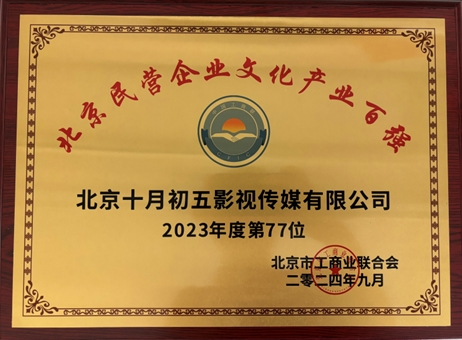 北京民营企业文化产业百强
北京十月初五影视传媒有限公司
2023年度第77位
北京市工商业联合会
二零二四年九月